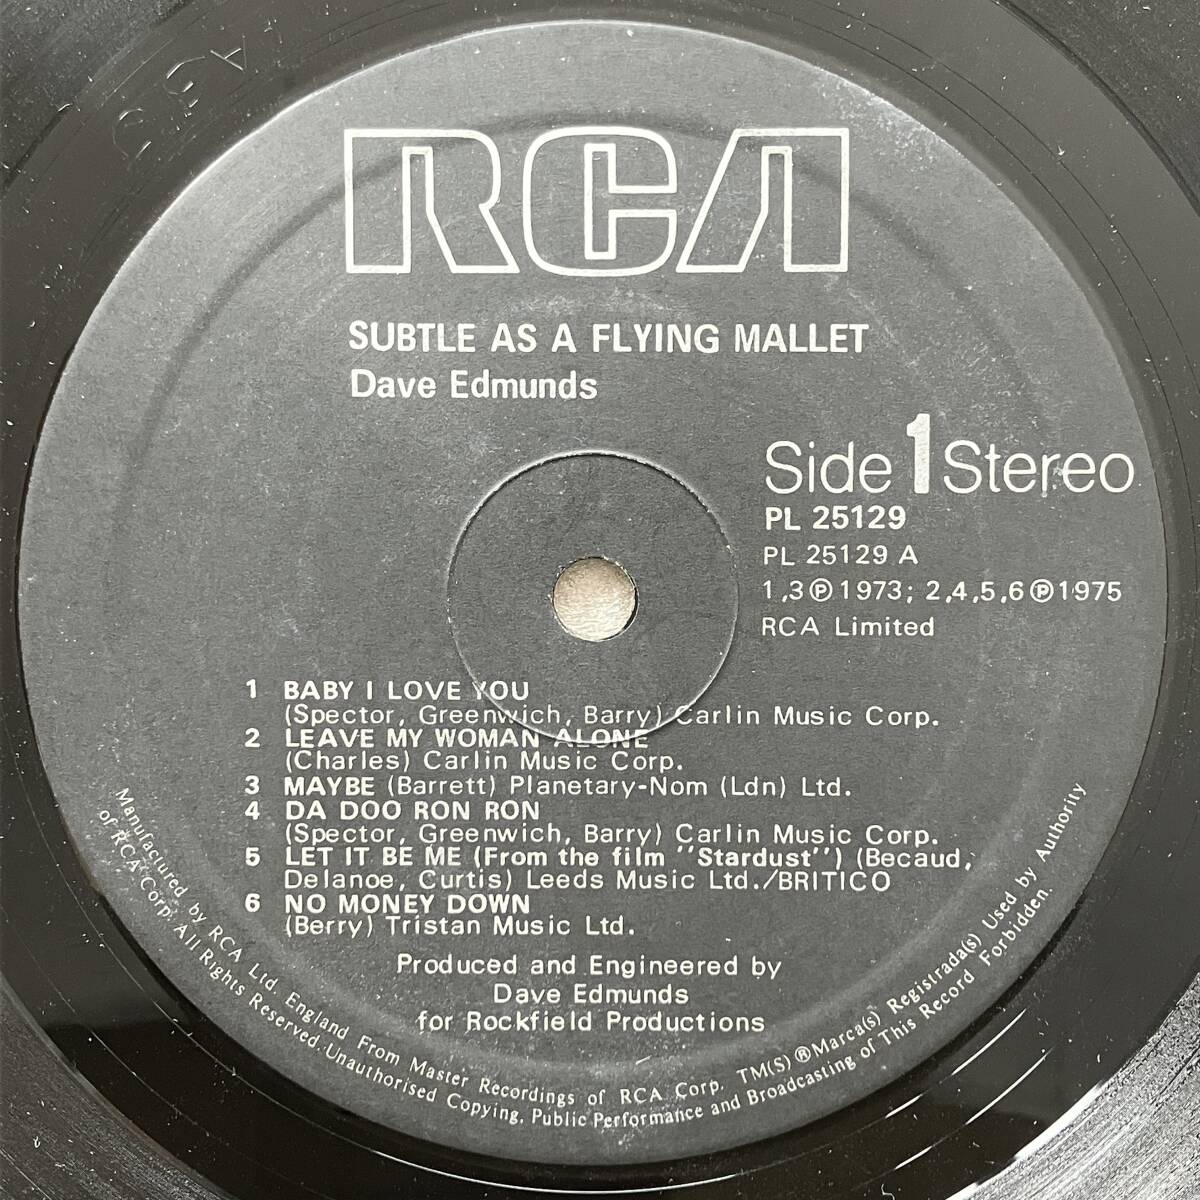 RCA
SUBTLE AS A FLYING MALLET
Dave Edmunds
Side 1 Stereo
PL 25129
PL 25129 A
1,3 ℗ 1973; 2,4,5,6 ℗ 1975
RCA Limited
1 BABY I LOVE YOU
(Spector, Greenwich, Barry) Carlin Music Corp.
2 LEAVE MY WOMAN ALONE
(Charles) Carlin Music Corp.
3 MAYBE (Barrett) Planetary-Nom (Ldn) Ltd.
4 DA DOO RON RON
(Spector, Greenwich, Barry) Carlin Music Corp.
5 LET IT BE ME (From the film "Stardust") (Becaud,
Delanoe, Curtis) Leeds Music Ltd./BRITICO
6 NO MONEY DOWN
(Berry) Tristan Music Ltd.
Produced and Engineered by
Dave Edmunds
for Rockfield Productions
Manufactured by RCA Ltd. England From Master Recordings of RCA Corp. TM(S) ® Marca(s) Registrada(s) Used by Authority
of RCA Corp. All Rights Reserved. Unauthorised Copying, Public Performance and Broadcasting of This Record Forbidden.